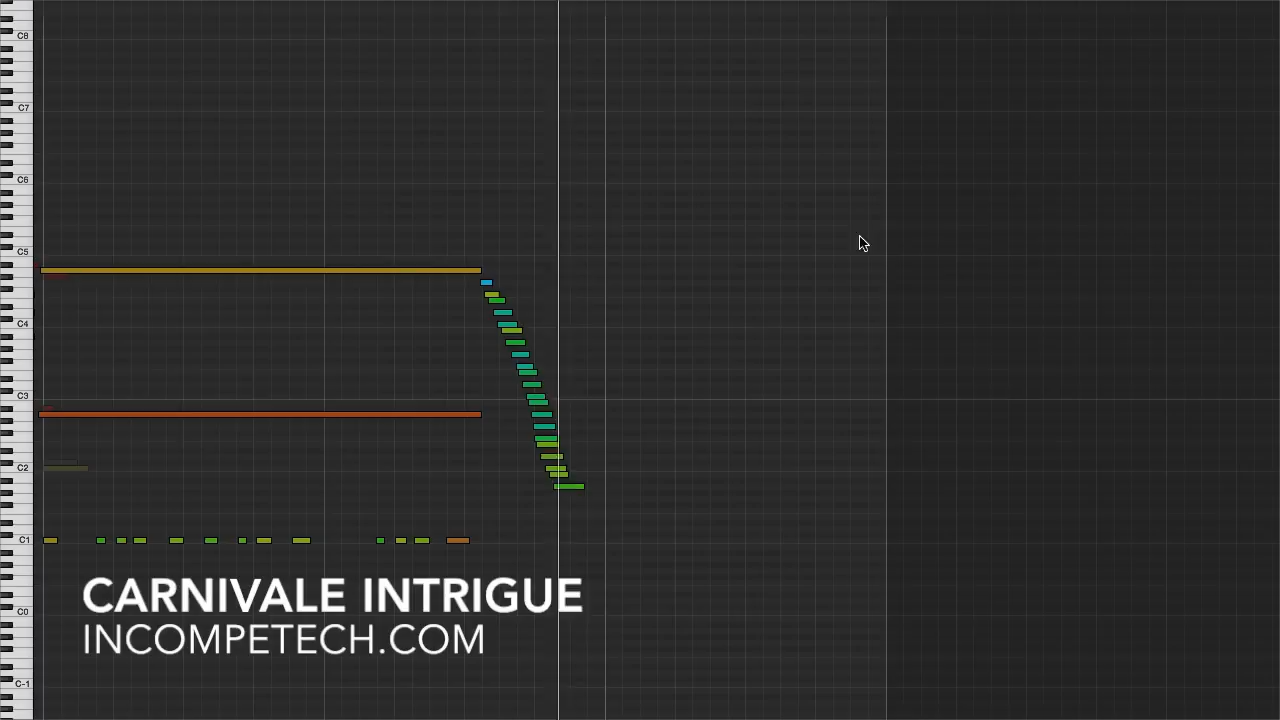 C8
C7
C6
C5
C4
C3
C2
C1
C0
C-1
CARNIVALE INTRIGUE
INCOMPETECH.COM